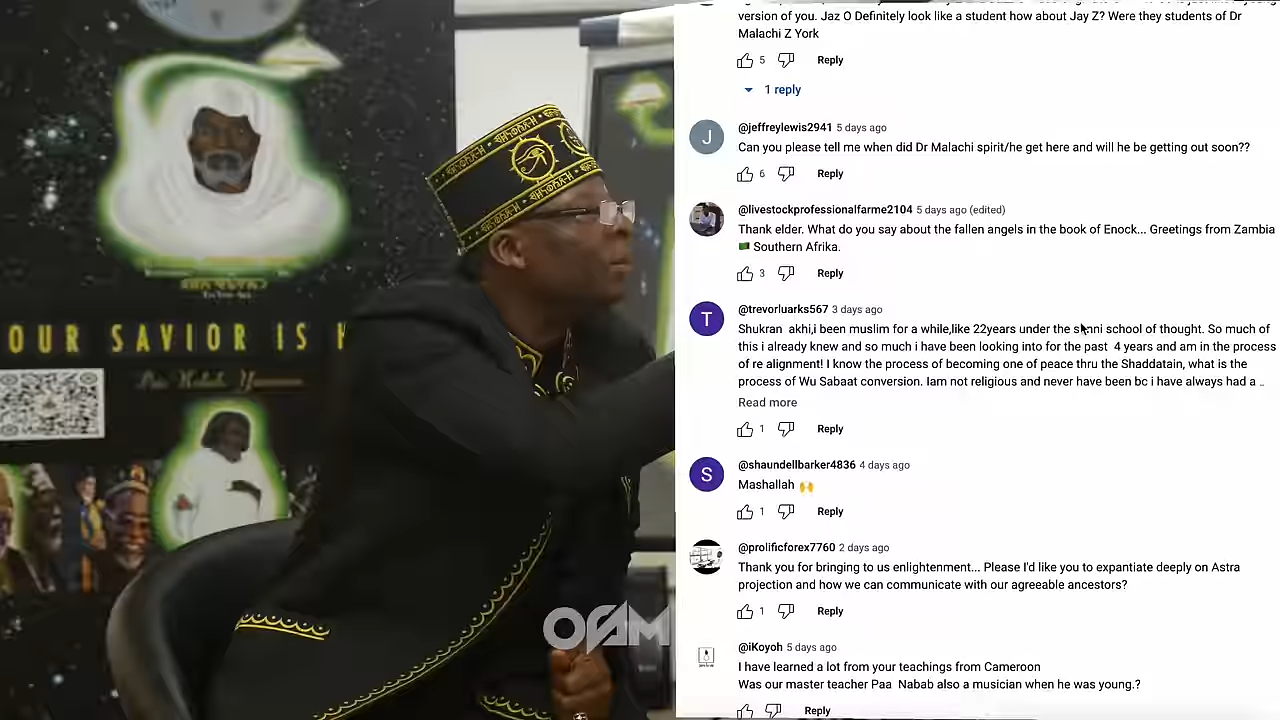 OUR SAVIOR IS
version of you. Jaz O Definitely look like a student how about Jay Z? Were they students of Dr
Malachi Z York
5
Reply
1 reply
J
@jeffreylewis2941 5 days ago
Can you please tell me when did Dr Malachi spirit/he get here and will he be getting out soon??
6
Reply
@livestockprofessionalfarme2104 5 days ago (edited)
Thank elder. What do you say about the fallen angels in the book of Enock... Greetings from Zambia
🇿🇲 Southern Afrika.
3
Reply
T
@trevorluarks567 3 days ago
Shukran akhi,i been muslim for a while,like 22years under the sunni school of thought. So much of
this i already knew and so much i have been looking into for the past 4 years and am in the process
of re alignment! I know the process of becoming one of peace thru the Shaddatain, what is the
process of Wu Sabaat conversion. Iam not religious and never have been bc i have always had a ..
Read more
1
Reply
S
@shaundellbarker4836 4 days ago
Mashallah 🙌
1
Reply
@prolificforex7760 2 days ago
Thank you for bringing to us enlightenment... Please I'd like you to expantiate deeply on Astra
projection and how we can communicate with our agreeable ancestors?
1
Reply
@iKoyoh 5 days ago
I have learned a lot from your teachings from Cameroon
Was our master teacher Paa Nabab also a musician when he was young.?
Reply